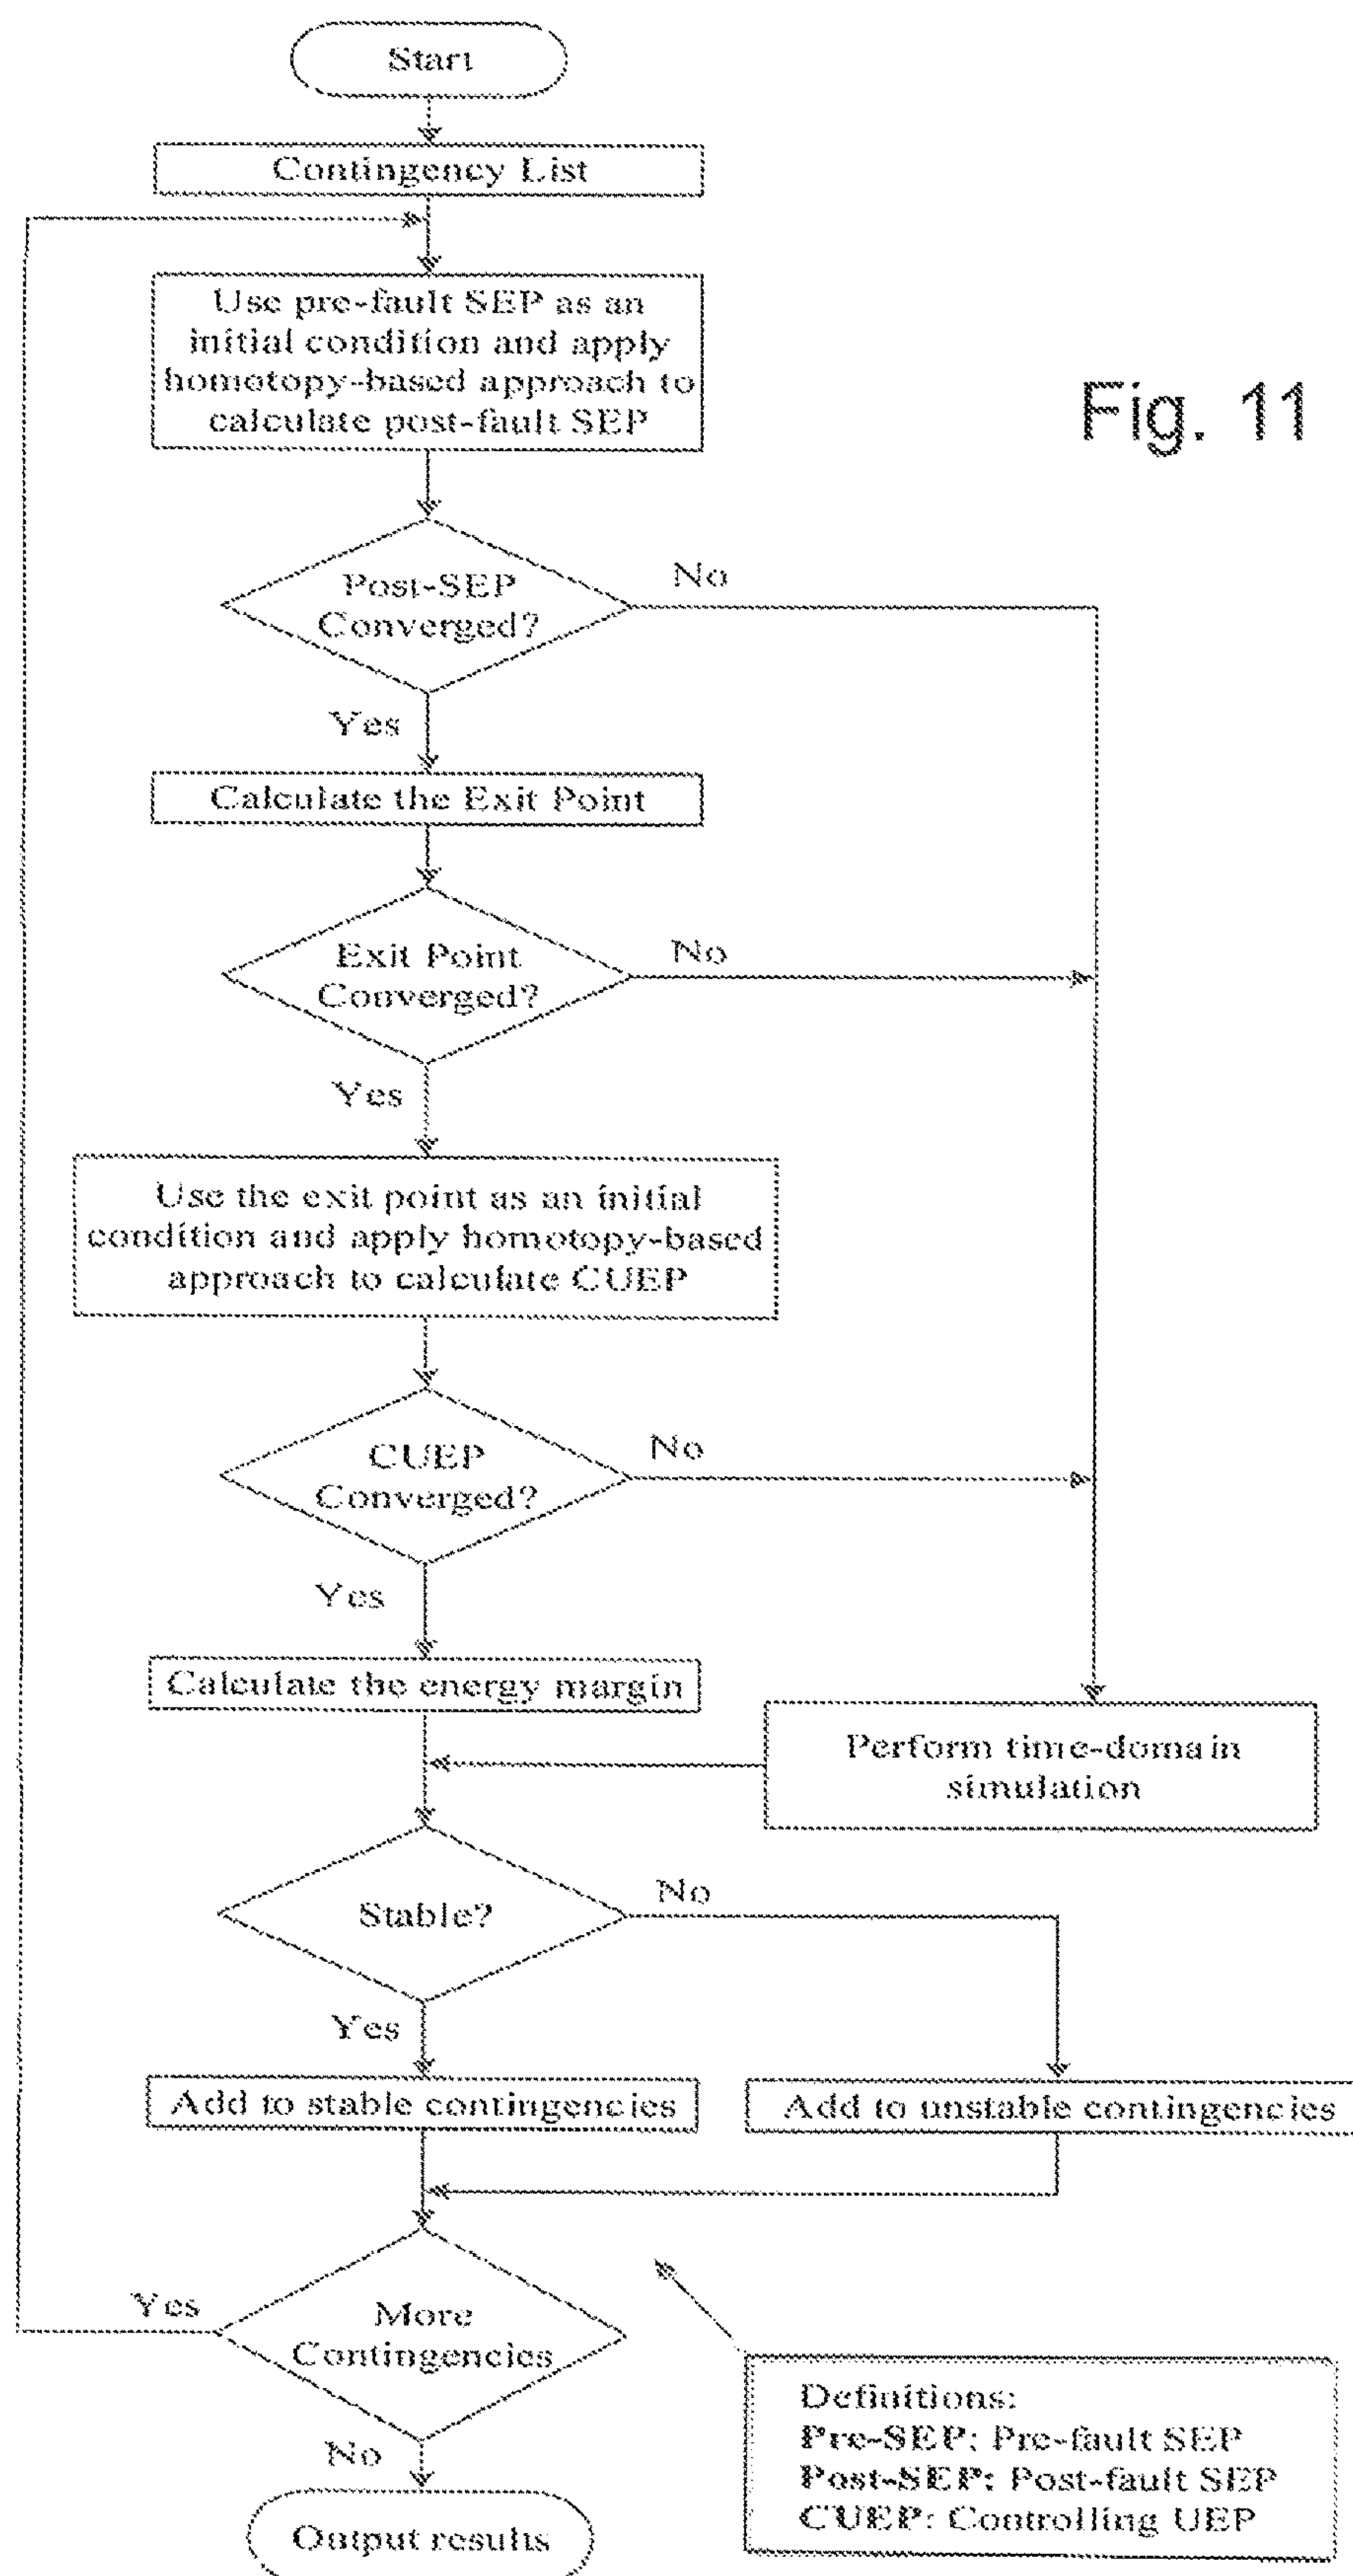 Start
Contingency List
Use pre-fault SEP as an
initial condition and apply
homotopy-based approach to
calculate post-fault SEP
Fig. 11
Post-SEP
Converged?
No
Yes
Calculate the Exit Point
Exit Point
Converged?
No
Yes
Use the exit point as an initial
condition and apply homotopy-based
approach to calculate CUEP
CUEP
Converged?
No
Yes
Calculate the energy margin
Perform time-domain
simulation
Stable?
No
Yes
Add to stable contingencies
Add to unstable contingencies
More
Contingencies
Yes
No
Output results
Definitions:
Pre-SEP: Pre-fault SEP
Post-SEP: Post-fault SEP
CUEP: Controlling UEP